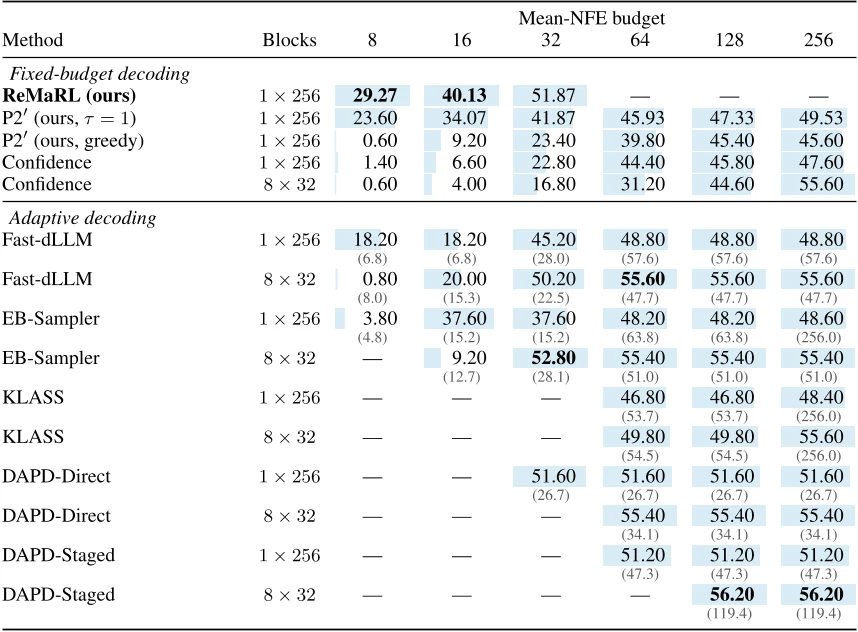 Mean-NFE budget
Method Blocks 8 16 32 64 128 256
Fixed-budget decoding
ReMaRL (ours) 1 × 256 29.27 40.13 51.87 — — —
P2′ (ours, τ = 1) 1 × 256 23.60 34.07 41.87 45.93 47.33 49.53
P2′ (ours, greedy) 1 × 256 0.60 9.20 23.40 39.80 45.40 45.60
Confidence 1 × 256 1.40 6.60 22.80 44.40 45.80 47.60
Confidence 8 × 32 0.60 4.00 16.80 31.20 44.60 55.60
Adaptive decoding
Fast-dLLM 1 × 256 18.20 18.20 45.20 48.80 48.80 48.80
(6.8) (6.8) (28.0) (57.6) (57.6) (57.6)
Fast-dLLM 8 × 32 0.80 20.00 50.20 55.60 55.60 55.60
(8.0) (15.3) (22.5) (47.7) (47.7) (47.7)
EB-Sampler 1 × 256 3.80 37.60 37.60 48.20 48.20 48.60
(4.8) (15.2) (15.2) (63.8) (63.8) (256.0)
EB-Sampler 8 × 32 — 9.20 52.80 55.40 55.40 55.40
(12.7) (28.1) (51.0) (51.0) (51.0)
KLASS 1 × 256 — — — 46.80 46.80 48.40
(53.7) (53.7) (256.0)
KLASS 8 × 32 — — — 49.80 49.80 55.60
(54.5) (54.5) (256.0)
DAPD-Direct 1 × 256 — — 51.60 51.60 51.60 51.60
(26.7) (26.7) (26.7) (26.7)
DAPD-Direct 8 × 32 — — — 55.40 55.40 55.40
(34.1) (34.1) (34.1)
DAPD-Staged 1 × 256 — — — 51.20 51.20 51.20
(47.3) (47.3) (47.3)
DAPD-Staged 8 × 32 — — — — 56.20 56.20
(119.4) (119.4)